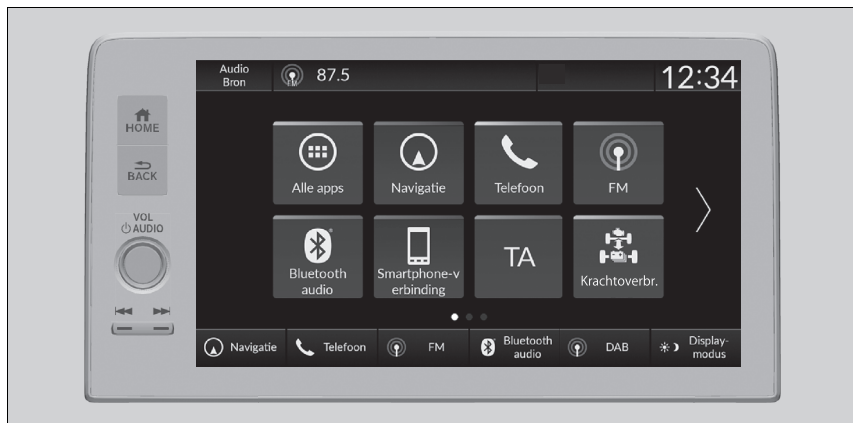 Audio
Bron
FM
87.5
12:34
HOME
BACK
VOL
AUDIO
Alle apps
Navigatie
Telefoon
FM
Bluetooth
audio
Smartphone-v
erbinding
TA
Krachtoverbr.
Navigatie
Telefoon
FM
Bluetooth
audio
DAB
Display-
modus